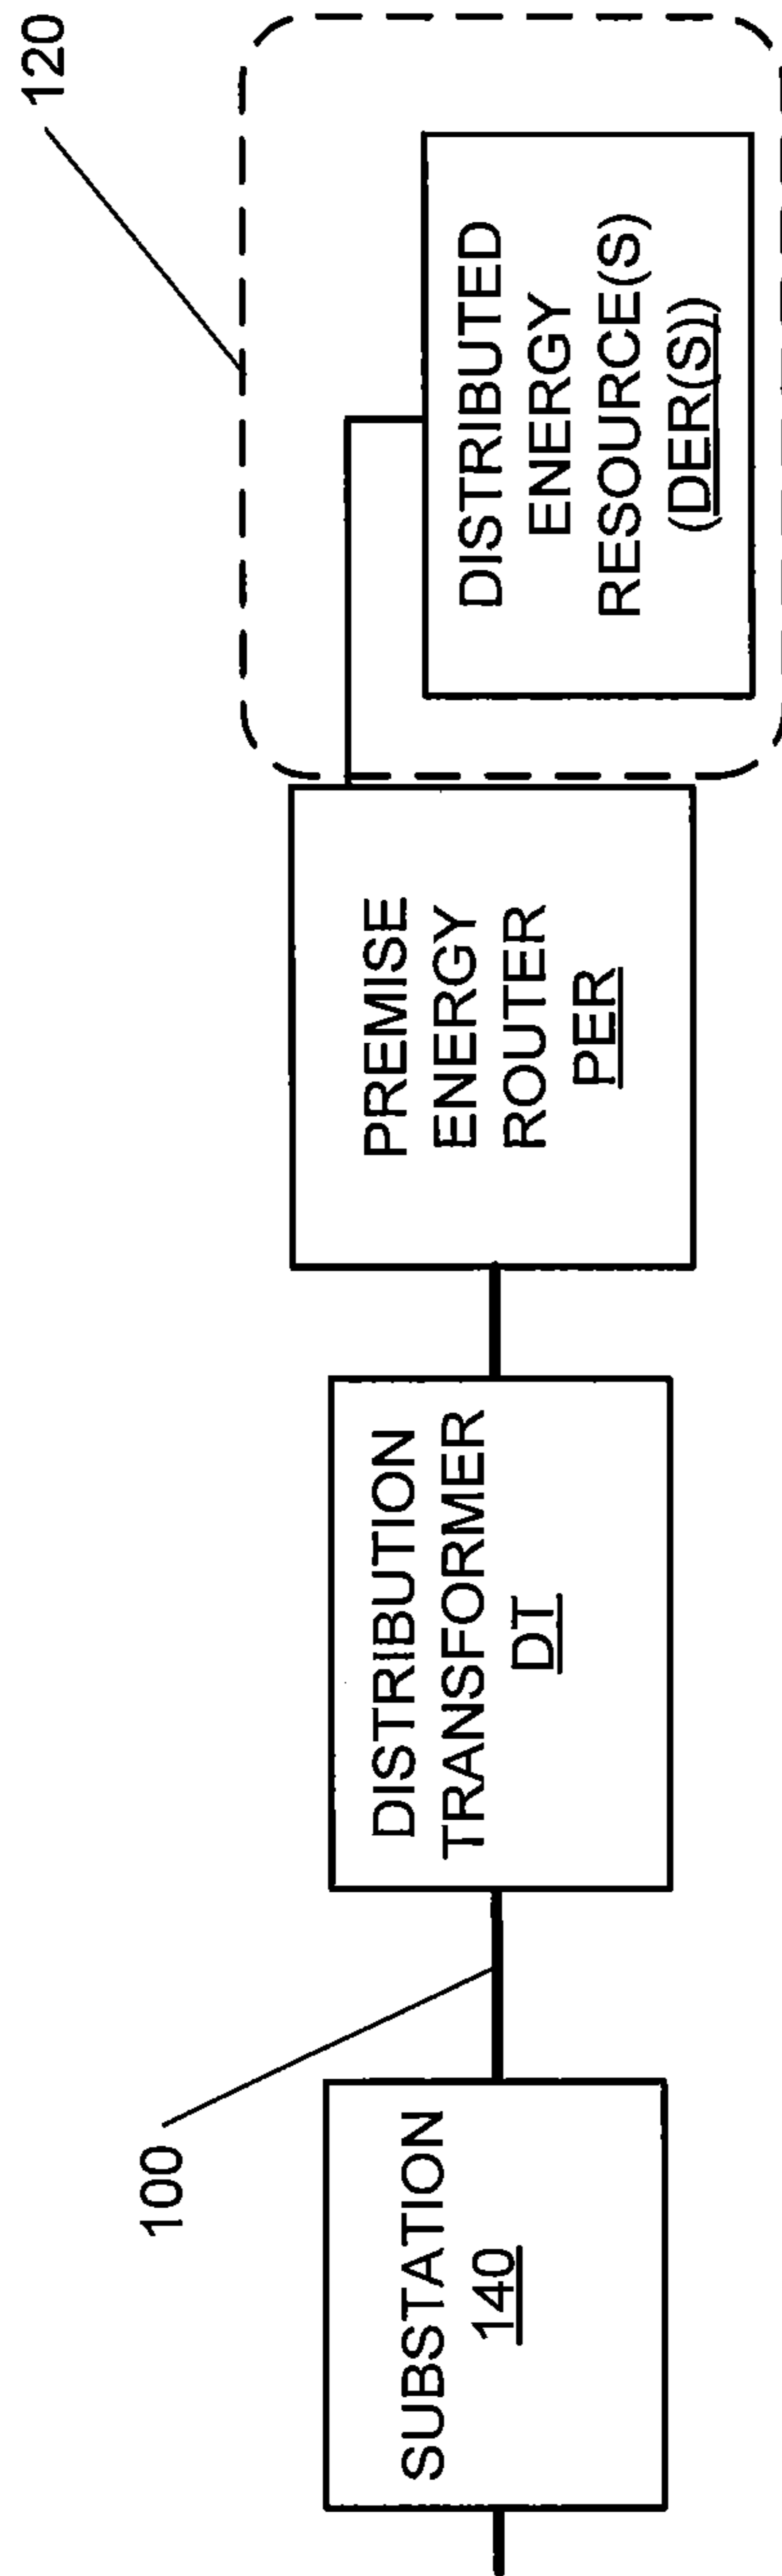 120
DISTRIBUTED
ENERGY
RESOURCE(S)
(DER(S))
PREMISE
ENERGY
ROUTER
PER
DISTRIBUTION
TRANSFORMER
DT
100
SUBSTATION
140